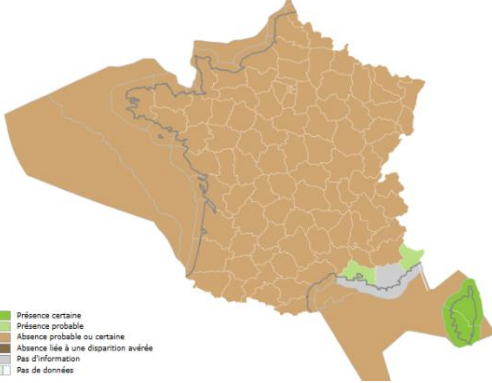 Présence certaine
Présence probable
Absence probable ou certaine
Absence liée à une disparition avérée
Pas d'information
Pas de données